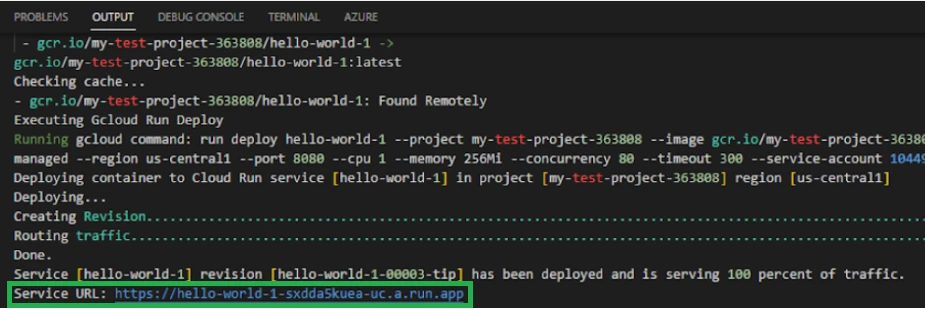 PROBLEMS OUTPUT DEBUG CONSOLE TERMINAL AZURE
- gcr.io/my-test-project-363808/hello-world-1 ->
gcr.io/my-test-project-363808/hello-world-1:latest
Checking cache...
- gcr.io/my-test-project-363808/hello-world-1: Found Remotely
Executing Gcloud Run Deploy
Running gcloud command: run deploy hello-world-1 --project my-test-project-363808 --image gcr.io/my-test-project-3638
managed --region us-central1 --port 8080 --cpu 1 --memory 256Mi --concurrency 80 --timeout 300 --service-account 10449
Deploying container to Cloud Run service [hello-world-1] in project [my-test-project-363808] region [us-central1]
Deploying...
Creating Revision...............................................................................................................
Routing traffic.................................................................................................................
Done.
Service [hello-world-1] revision [hello-world-1-00003-tip] has been deployed and is serving 100 percent of traffic.
Service URL: https://hello-world-1-sxdda5kuea-uc.a.run.app